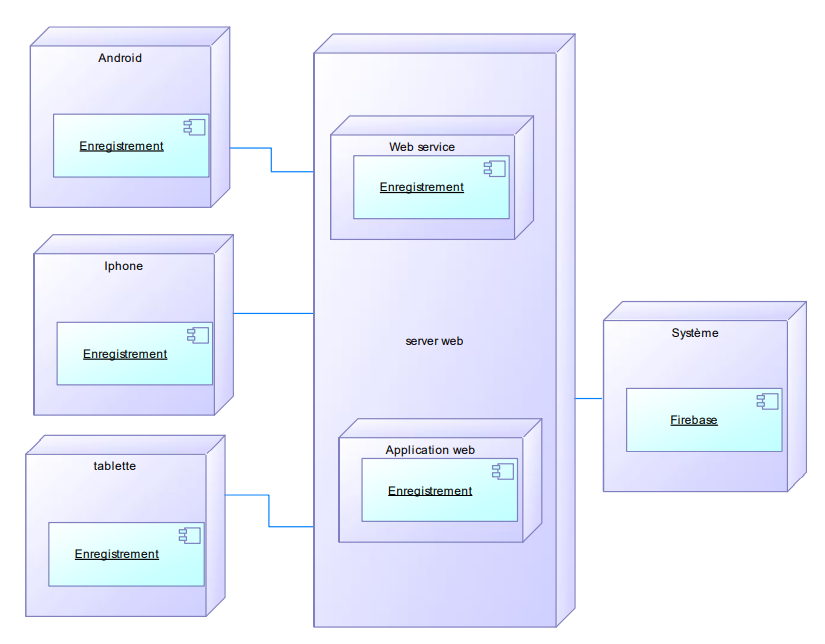 Android
Enregistrement
Iphone
Enregistrement
tablette
Enregistrement
Web service
Enregistrement
server web
Application web
Enregistrement
Système
Firebase